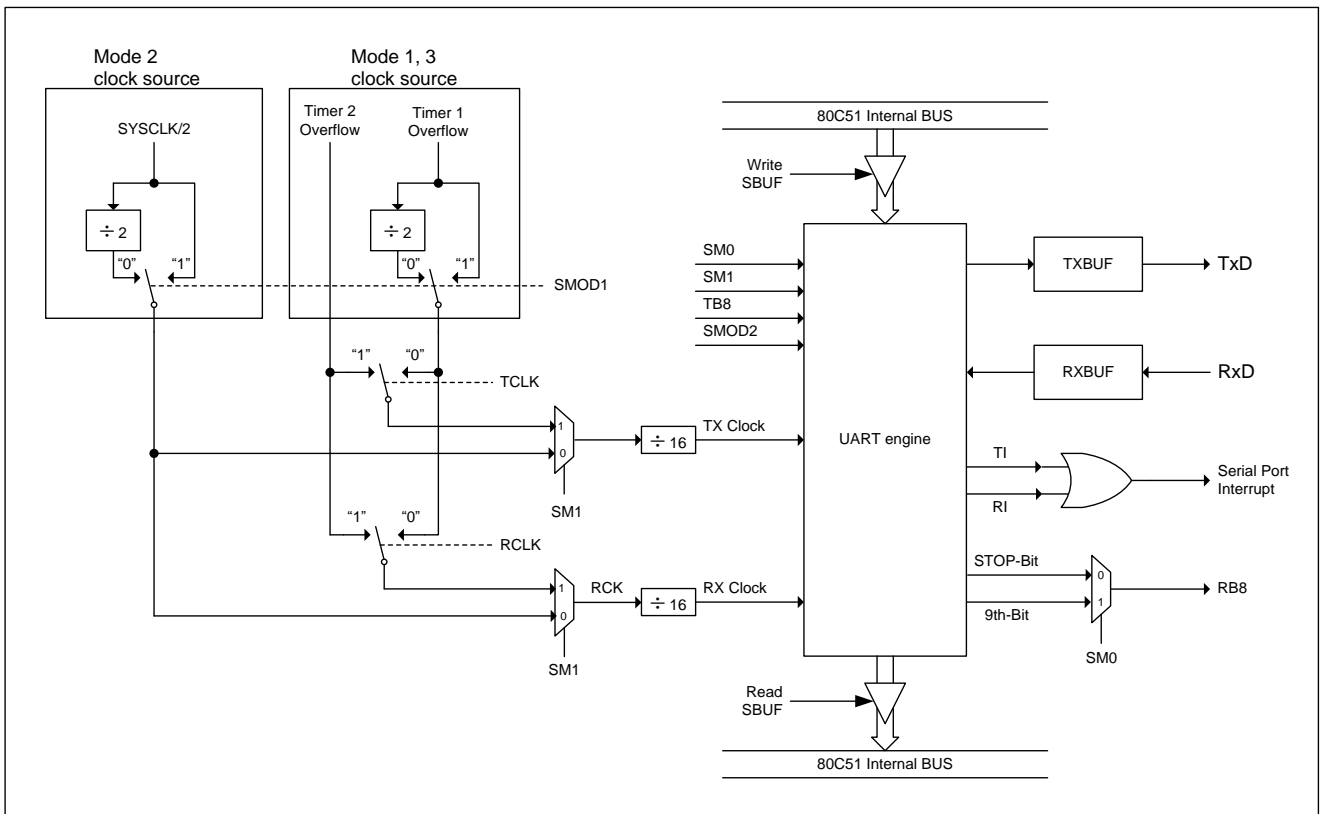 Mode 2
clock source
Mode 1, 3
clock source
SYSCLK/2
Timer 2
Overflow
Timer 1
Overflow
÷ 2
÷ 2
“0”
“1”
“0”
“1”
SMOD1
“1”
“0”
TCLK
1
0
SM1
÷ 16
TX Clock
“1”
“0”
RCLK
1
0
SM1
RCK
÷ 16
RX Clock
80C51 Internal BUS
Write
SBUF
SM0
SM1
TB8
SMOD2
UART engine
TXBUF
TxD
RXBUF
RxD
TI
RI
Serial Port
Interrupt
STOP-Bit
9th-Bit
0
1
SM0
RB8
Read
SBUF
80C51 Internal BUS